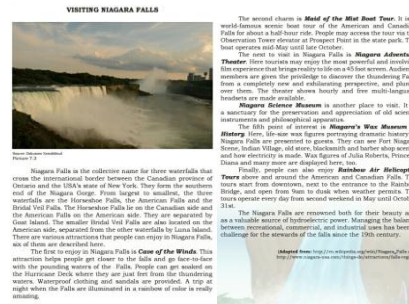 VISITING NIAGARA FALLS
Niagara Falls is the collective name for three waterfalls that
cross the international border between the Canadian province of
Ontario and the USA's state of New York. They form the southern
end of the Niagara Gorge. From largest to smallest, the three
waterfalls are the Horseshoe Falls, the American Falls and the
Bridal Veil Falls. The Horseshoe Falls lie on the Canadian side and
the American Falls on the American side. They are separated by
Goat Island. The smaller Bridal Veil Falls are also located on the
American side, separated from the other waterfalls by Luna Island.
There are various attractions that people can enjoy in Niagara Falls,
six of them are described here.
The first to enjoy in Niagara Falls is Cave of the Winds. This
attraction helps people get closer to the falls and go face-to-face
with the pounding waters of the Falls. People can get soaked on
the Hurricane Deck where they are just feet from the thundering
waters. Waterproof clothing and sandals are provided. A trip at
night when the Falls are illuminated in a rainbow of color is really
amazing.
The second charm is Maid of the Mist Boat Tour. It is
world-famous scenic boat tour of the American and Canadi
Falls for about a half-hour ride. People may access the tour via t
Observation Tower elevator at Prospect Point in the state park. T
boat operates mid-May until late October.
The next to visit in Niagara Falls is Niagara Advent
Theater. Here tourists may enjoy the most powerful and involvi
film experience that brings reality to life on a 45 foot screen. Audien
members are given the priviledge to discover the thundering Fa
from a completely new and exhilarating perspective, and plun
over them. The theater shows hourly and free multi-langua
headsets are available.
Niagara Science Museum is another place to visit. It
a sanctuary for the preservation and appreciation of old scie
instruments and philosophical apparatus.
The fifth point of interest is Niagara's Wax Museum
History. Here, life-size wax figures portraying dramatic history
Niagara Falls are presented to guests. They can see Fort Niaga
Scene, Indian Village, old store, blacksmith and barber shop scen
and how electricity is made. Wax figures of Julia Roberts, Prince
Diana and many more are displayed here, too.
Finally, people can also enjoy Rainbow Air Helicopt
Tours above and around the American and Canadian Falls. T
tours start from downtown, next to the entrance to the Rainbo
Bridge, and open from 9am to dusk when weather permits. T
tours operate every day from second weekend in May until Octob
31st.
The Niagara Falls are renowned both for their beauty a
as a valuable source of hydroelectric power. Managing the balan
between recreational, commercial, and industrial uses has been
challenge for the stewards of the falls since the 19th century.